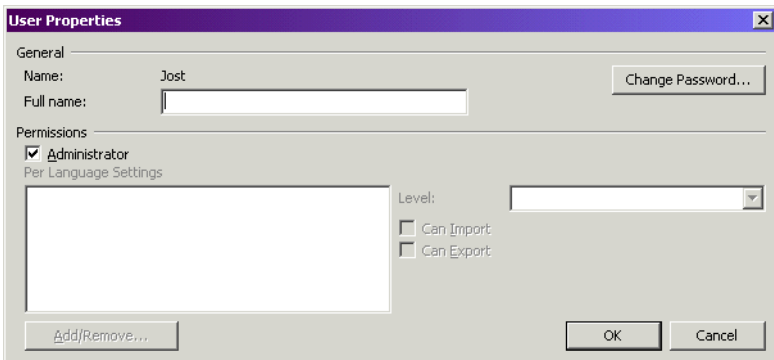 User Properties
General
Name: Jost
Change Password...
Full name:
Permissions
Administrator
Per Language Settings
Level:
Can Import
Can Export
Add/Remove...
OK
Cancel